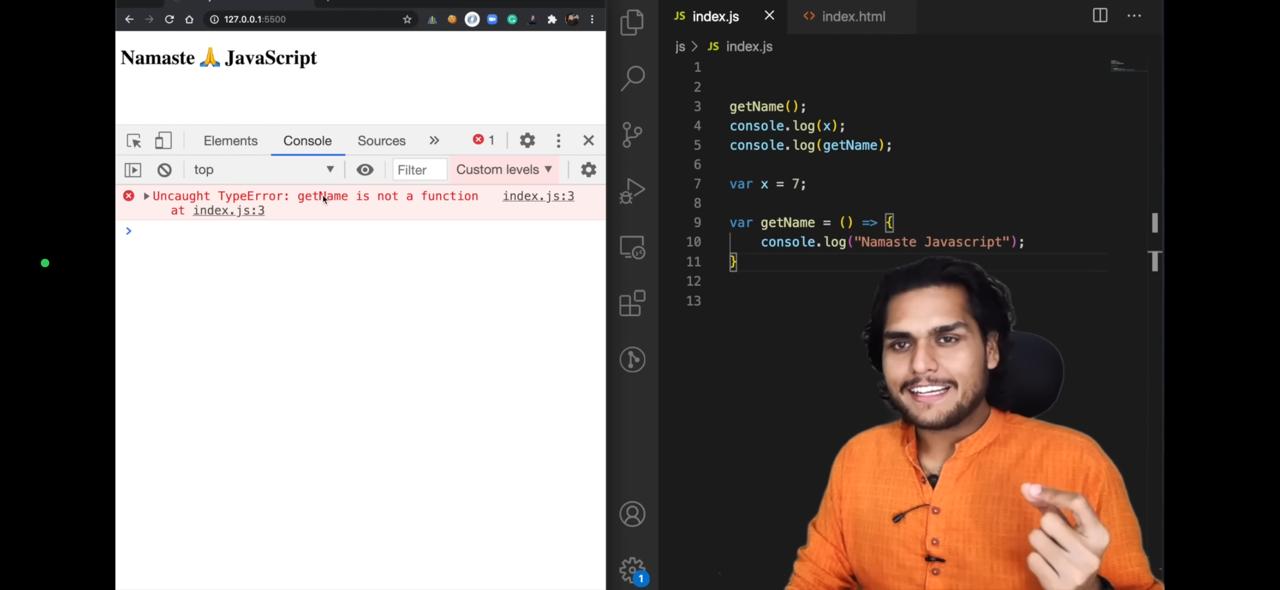 127.0.0.1:5500
Namaste 🙏 JavaScript
Elements Console Sources 1
top Filter Custom levels
Uncaught TypeError: getName is not a function index.js:3
at index.js:3
JS index.js index.html
js > JS index.js
1
2
3 getName();
4 console.log(x);
5 console.log(getName);
6
7 var x = 7;
8
9 var getName = () => {
10 console.log("Namaste Javascript");
11 }
12
13
1